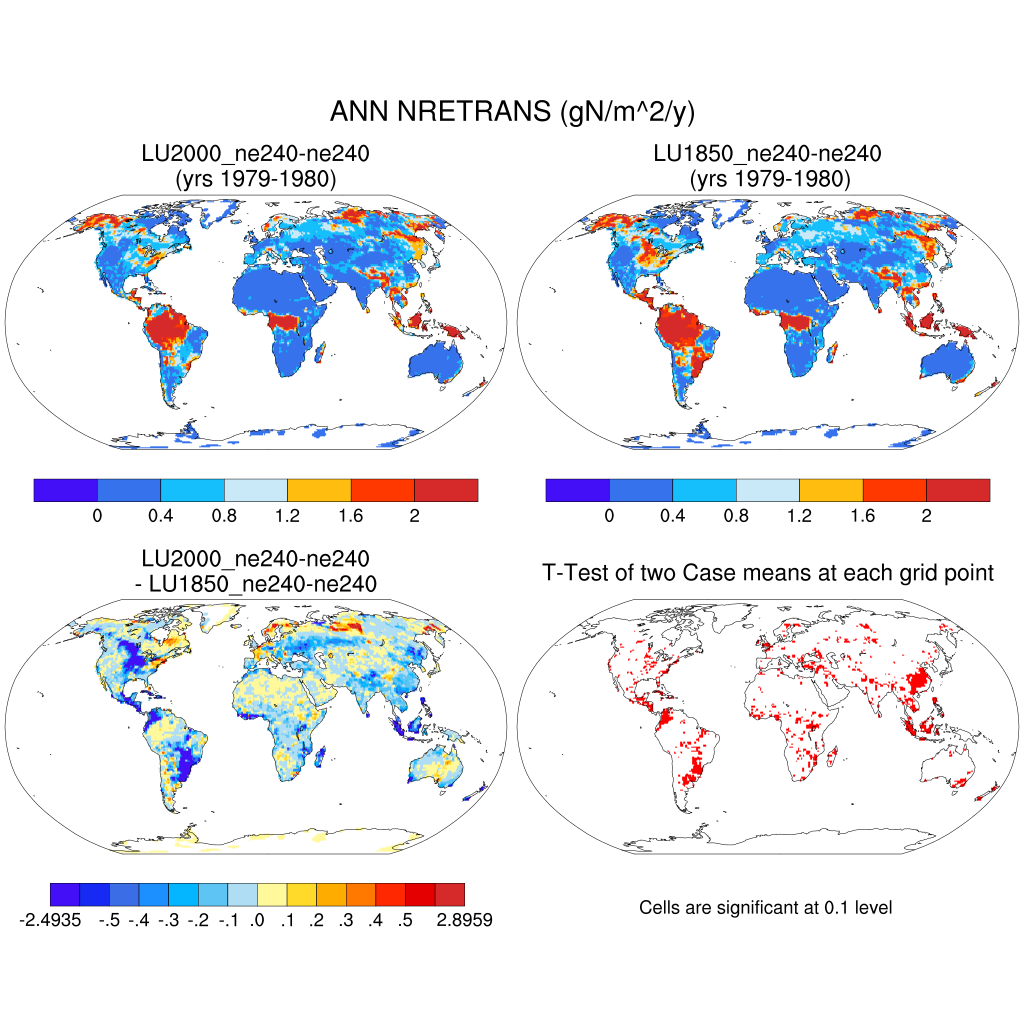 ANN NRETRANS (gN/m^2/y)
LU2000_ne240-ne240
(yrs 1979-1980)
LU1850_ne240-ne240
(yrs 1979-1980)
0 0.4 0.8 1.2 1.6 2
0 0.4 0.8 1.2 1.6 2
LU2000_ne240-ne240
- LU1850_ne240-ne240
T-Test of two Case means at each grid point
-2.4935 -.5 -.4 -.3 -.2 -.1 .0 .1 .2 .3 .4 .5 2.8959
Cells are significant at 0.1 level